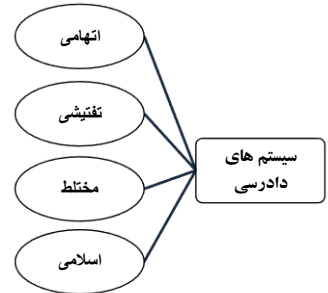 سیستم های
دادرسی
اتهامی
تفتیشی
مختلط
اسلامی